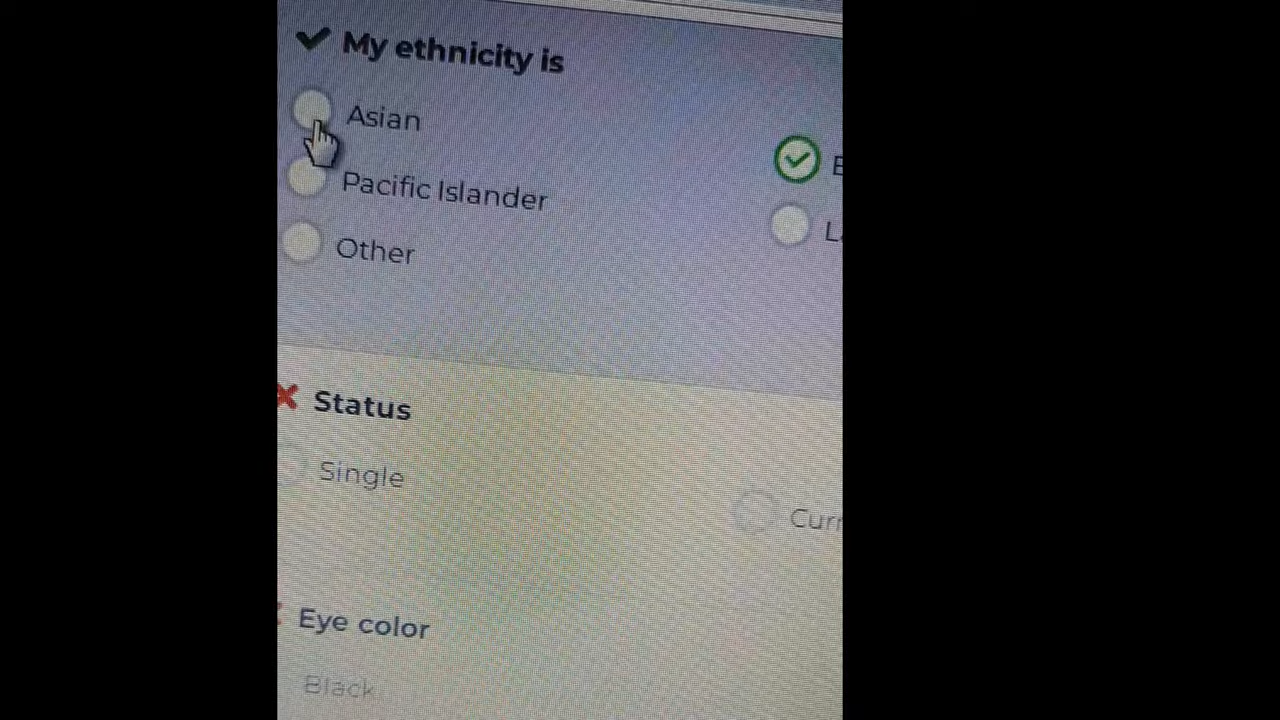 My ethnicity is
Asian
Pacific Islander
Other
Status
Single
Eye color
Black